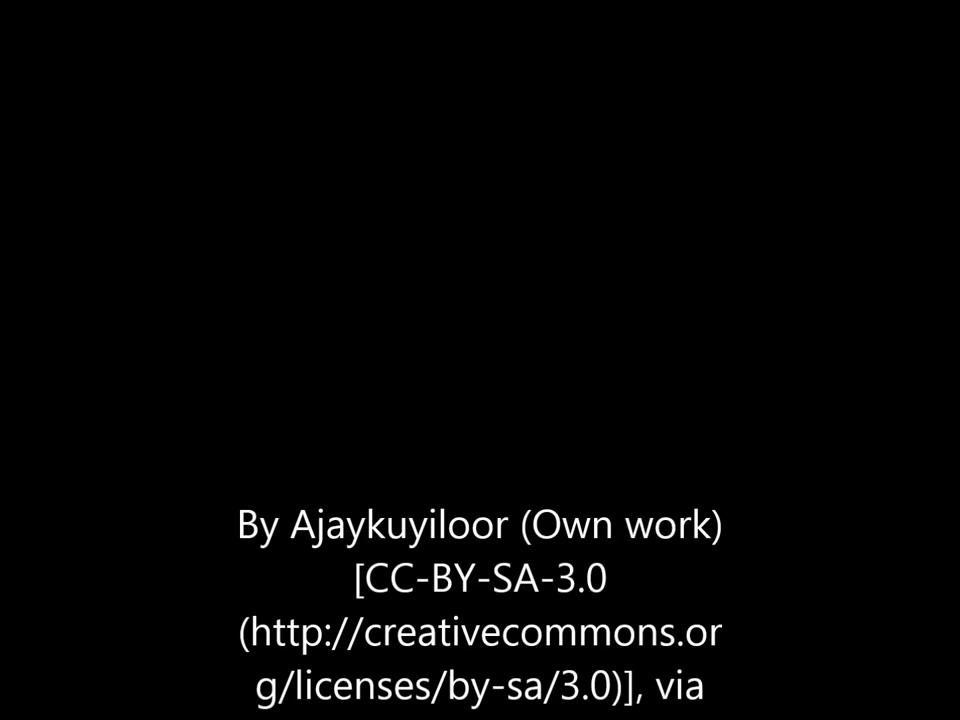 By Ajaykuyiloor (Own work)
[CC-BY-SA-3.0
(http://creativecommons.or
g/licenses/by-sa/3.0)], via